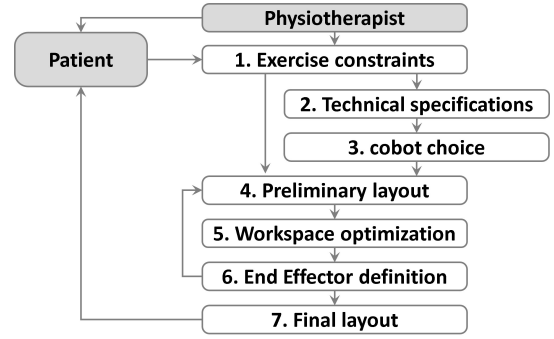 Physiotherapist
Patient
1. Exercise constraints
2. Technical specifications
3. cobot choice
4. Preliminary layout
5. Workspace optimization
6. End Effector definition
7. Final layout